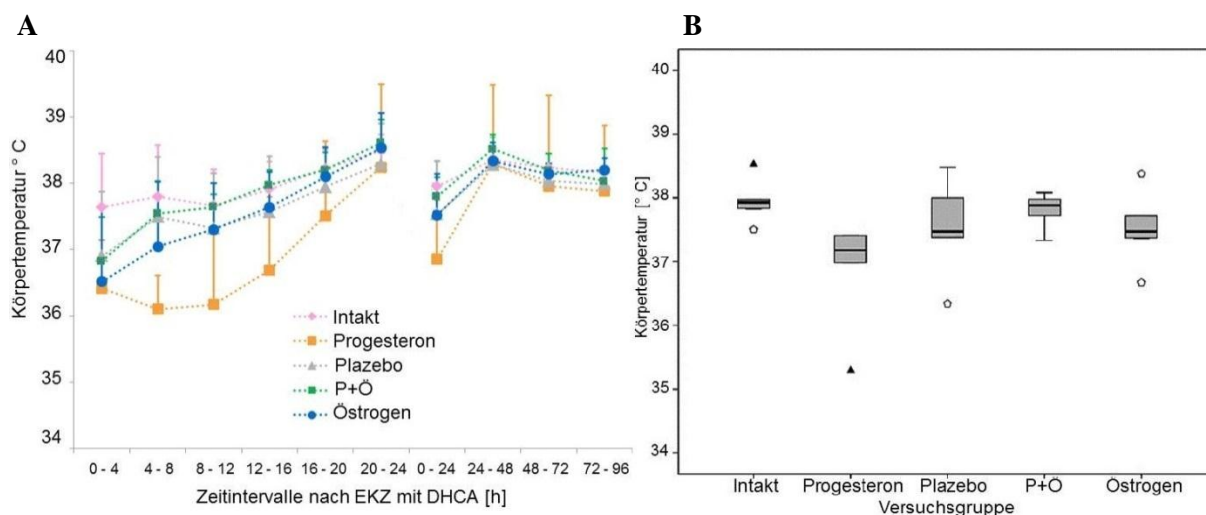 A
B
Körpertemperatur ° C
40
39
38
37
36
35
34
Intakt
Progesteron
Plazebo
P+Ö
Östrogen
0 - 4
4 - 8
8 - 12
12 - 16
16 - 20
20 - 24
0 - 24
24 - 48
48 - 72
72 - 96
Zeitintervalle nach EKZ mit DHCA [h]
Körpertemperatur [° C]
40
39
38
37
36
35
34
Intakt
Progesteron
Plazebo
P+Ö
Östrogen
Versuchsgruppe